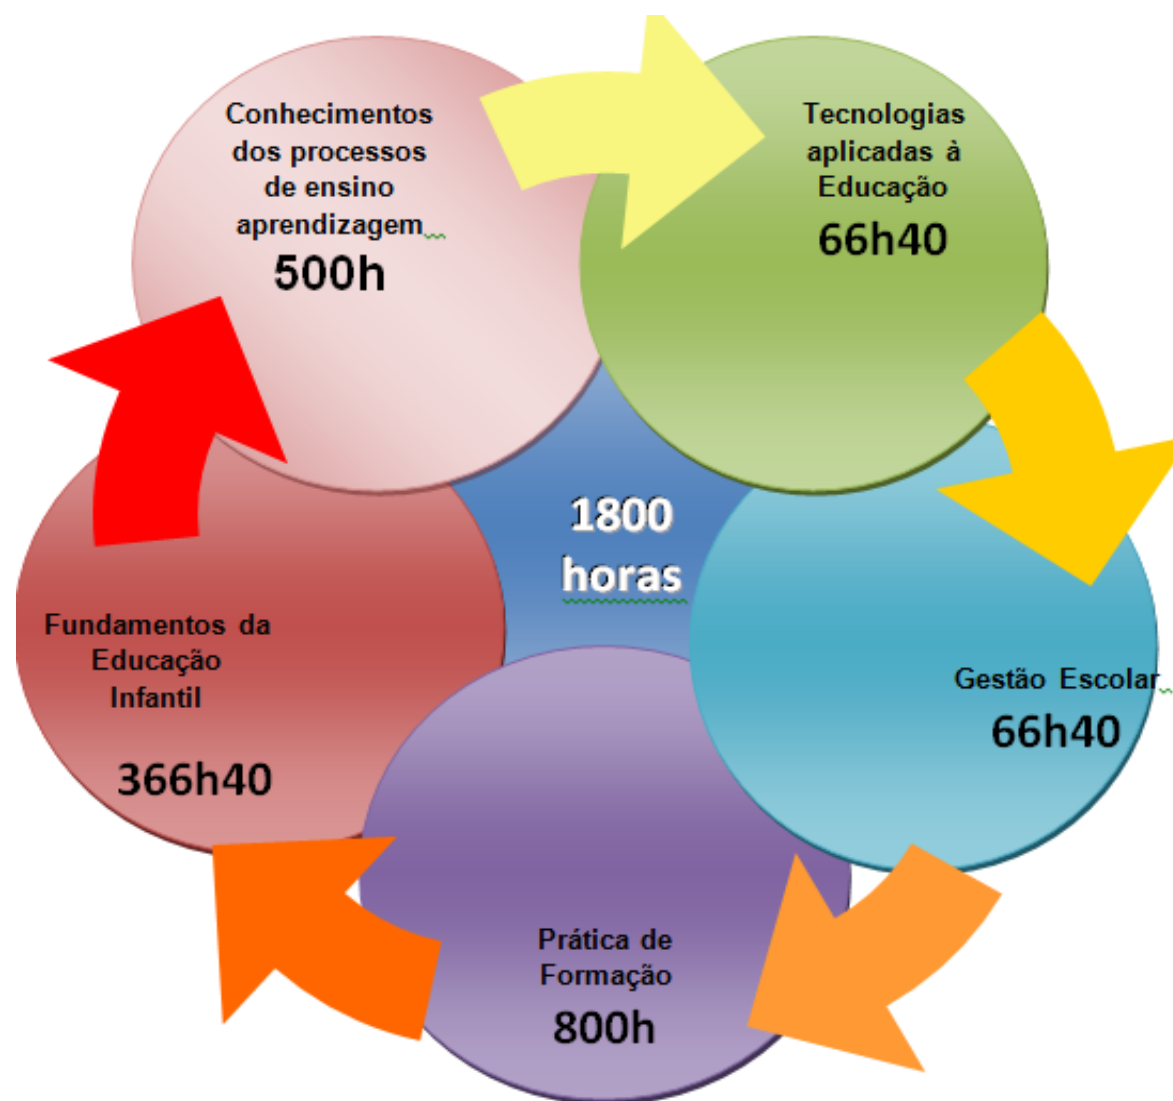 Conhecimentos
dos processos
de ensino
aprendizagem
500h
Tecnologias
aplicadas à
Educação
66h40
1800
horas
Gestão Escolar
66h40
Prática de
Formação
800h
Fundamentos da
Educação
Infantil
366h40